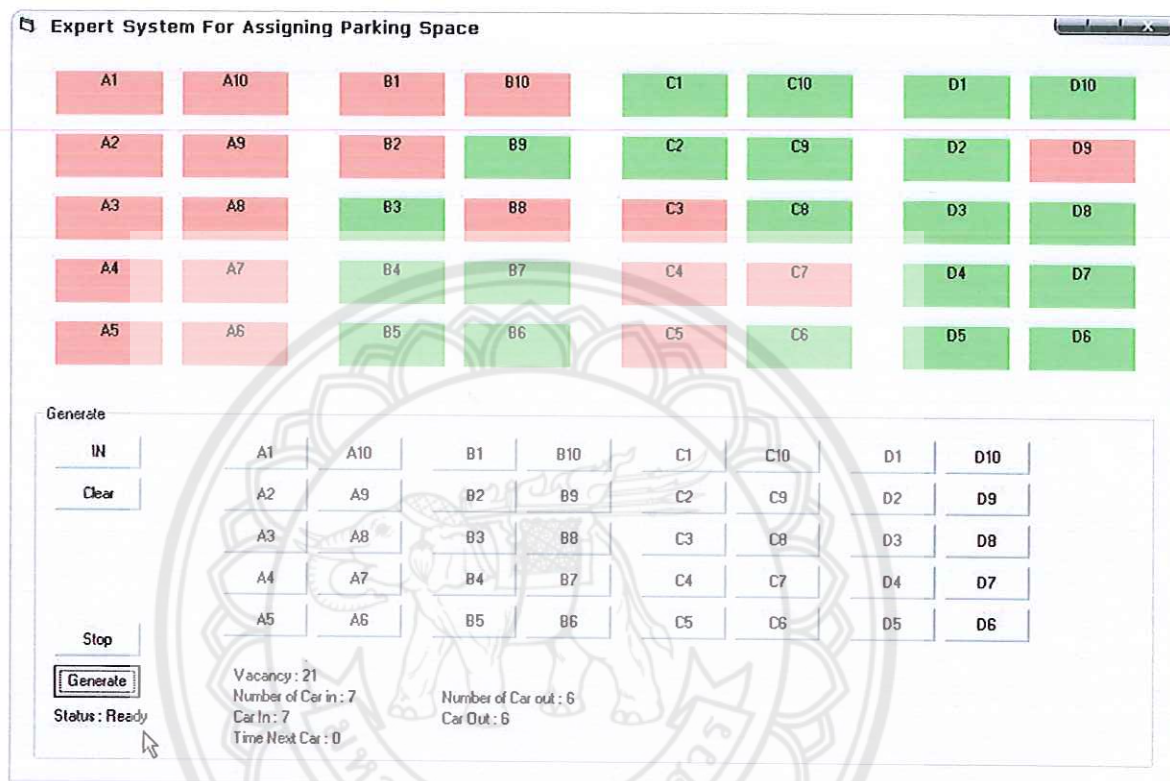 Expert System For Assigning Parking Space
A1 A10 B1 B10 C1 C10 D1 D10
A2 A9 B2 B9 C2 C9 D2 D9
A3 A8 B3 B8 C3 C8 D3 D8
A4 A7 B4 B7 C4 C7 D4 D7
A5 A6 B5 B6 C5 C6 D5 D6
Generate
IN A1 A10 B1 B10 C1 C10 D1 D10
Clear A2 A9 B2 B9 C2 C9 D2 D9
A3 A8 B3 B8 C3 C8 D3 D8
A4 A7 B4 B7 C4 C7 D4 D7
A5 A6 B5 B6 C5 C6 D5 D6
Stop
Generate
Vacancy : 21
Number of Car in : 7 Number of Car out : 6
Status : Ready Car In : 7 Car Out : 6
Time Next Car : 0